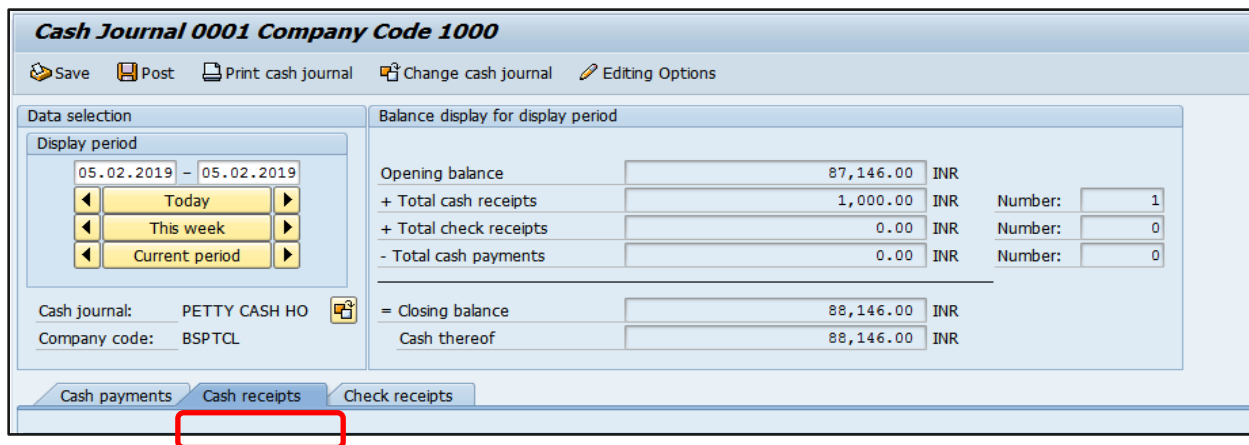 Cash Journal 0001 Company Code 1000
Save Post Print cash journal Change cash journal Editing Options
Data selection
Display period
05.02.2019 - 05.02.2019
Today
This week
Current period
Cash journal: PETTY CASH HO
Company code: BSPTCL
Balance display for display period
Opening balance 87,146.00 INR
+ Total cash receipts 1,000.00 INR Number: 1
+ Total check receipts 0.00 INR Number: 0
- Total cash payments 0.00 INR Number: 0
= Closing balance 88,146.00 INR
Cash thereof 88,146.00 INR
Cash payments Cash receipts Check receipts